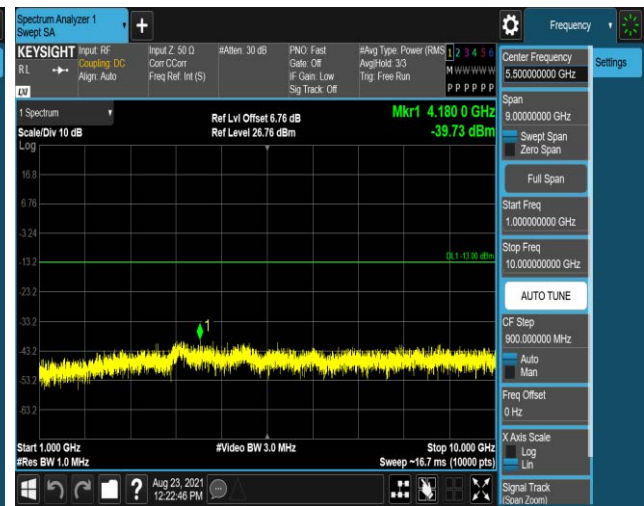 Spectrum Analyzer 1
Swept SA
Frequency
KEYSIGHT
RL
LXI
Input: RF
Coupling: DC
Align: Auto
Input Z: 50 Ω
Corr CCorr
Freq Ref: Int (S)
#Atten: 30 dB
PNO: Fast
Gate: Off
IF Gain: Low
Sig Track: Off
#Avg Type: Power (RMS
Avg|Hold: 3/3
Trig: Free Run
1 2 3 4 5 6
M W W W W W
P P P P P P
Settings
1 Spectrum
Scale/Div 10 dB
Ref Lvl Offset 6.76 dB
Ref Level 26.76 dBm
Mkr1 4.180 0 GHz
-39.73 dBm
Log
16.8
6.76
-3.24
-13.2
-23.2
-33.2
-43.2
-53.2
-63.2
DL1 -13.00 dBm
1
Start 1.000 GHz
#Res BW 1.0 MHz
#Video BW 3.0 MHz
Stop 10.000 GHz
Sweep ~16.7 ms (10000 pts)
Aug 23, 2021
12:22:46 PM
Center Frequency
5.500000000 GHz
Span
9.00000000 GHz
Swept Span
Zero Span
Full Span
Start Freq
1.000000000 GHz
Stop Freq
10.000000000 GHz
AUTO TUNE
CF Step
900.000000 MHz
Auto
Man
Freq Offset
0 Hz
X Axis Scale
Log
Lin
Signal Track
(Span Zoom)